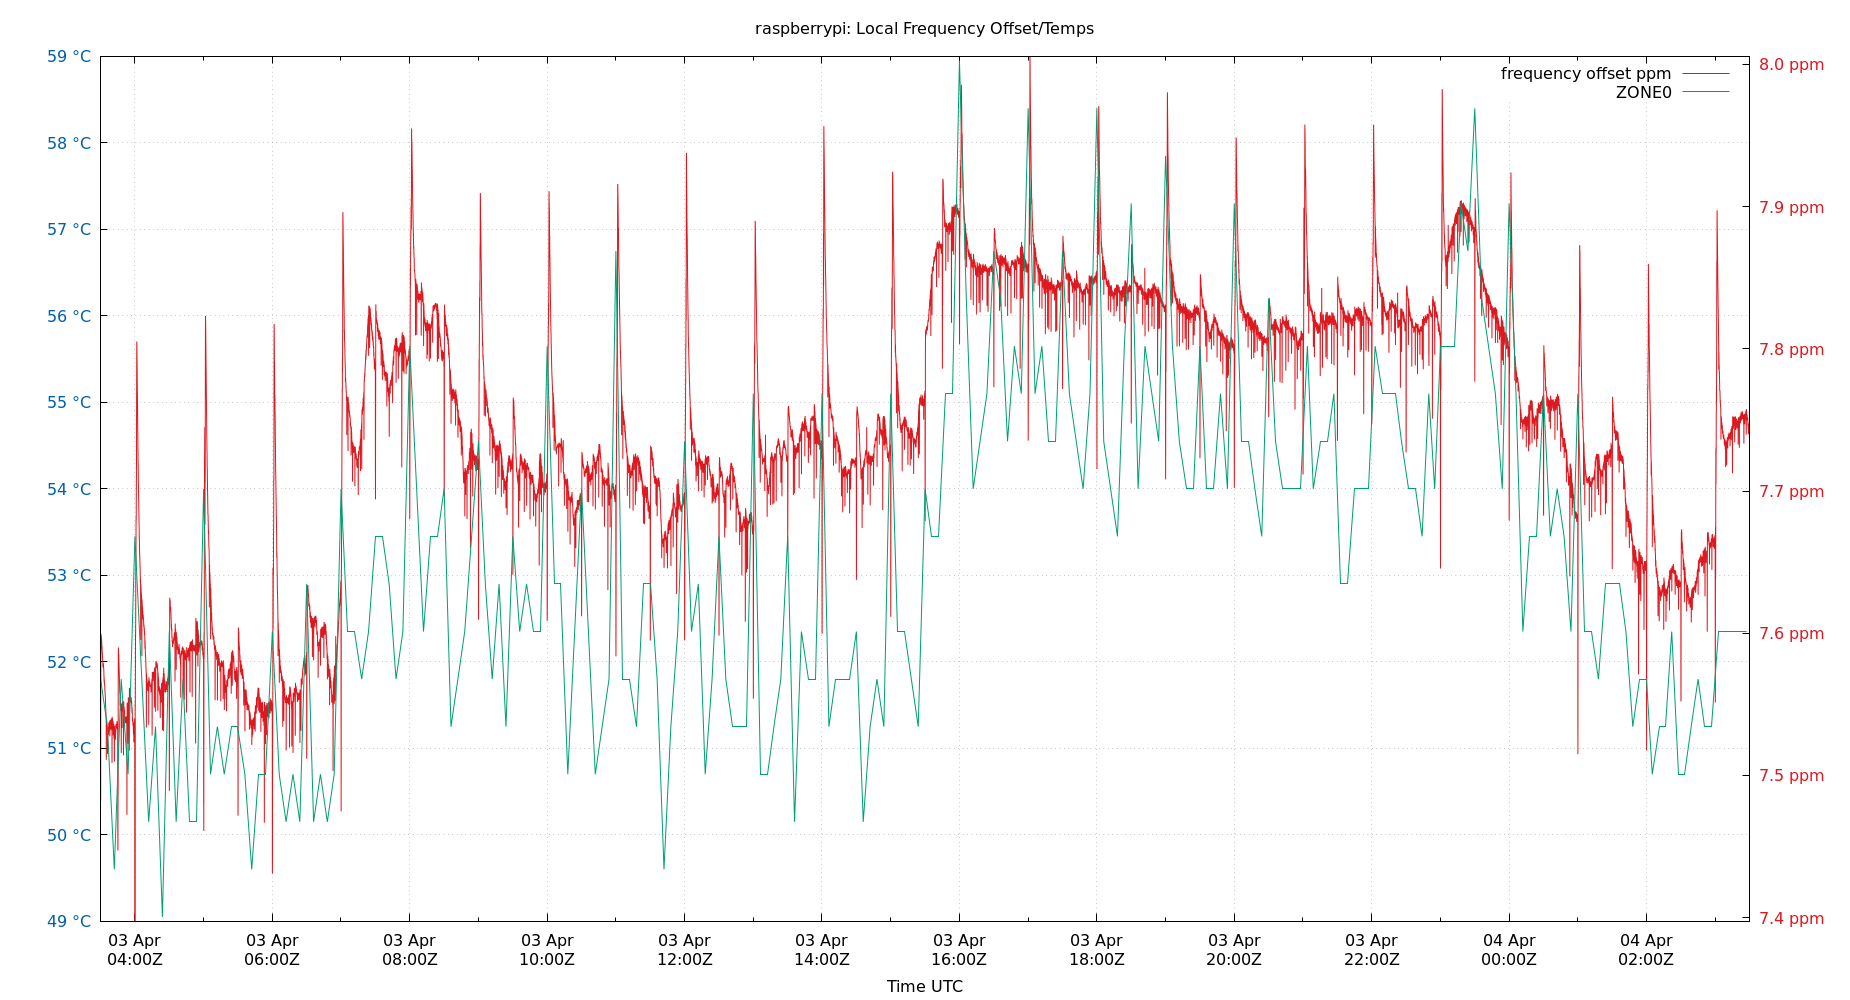 raspberrypi: Local Frequency Offset/Temps
59 °C
58 °C
57 °C
56 °C
55 °C
54 °C
53 °C
52 °C
51 °C
50 °C
49 °C
8.0 ppm
7.9 ppm
7.8 ppm
7.7 ppm
7.6 ppm
7.5 ppm
7.4 ppm
frequency offset ppm
ZONE0
03 Apr
04:00Z
03 Apr
06:00Z
03 Apr
08:00Z
03 Apr
10:00Z
03 Apr
12:00Z
03 Apr
14:00Z
03 Apr
16:00Z
03 Apr
18:00Z
03 Apr
20:00Z
03 Apr
22:00Z
04 Apr
00:00Z
04 Apr
02:00Z
Time UTC